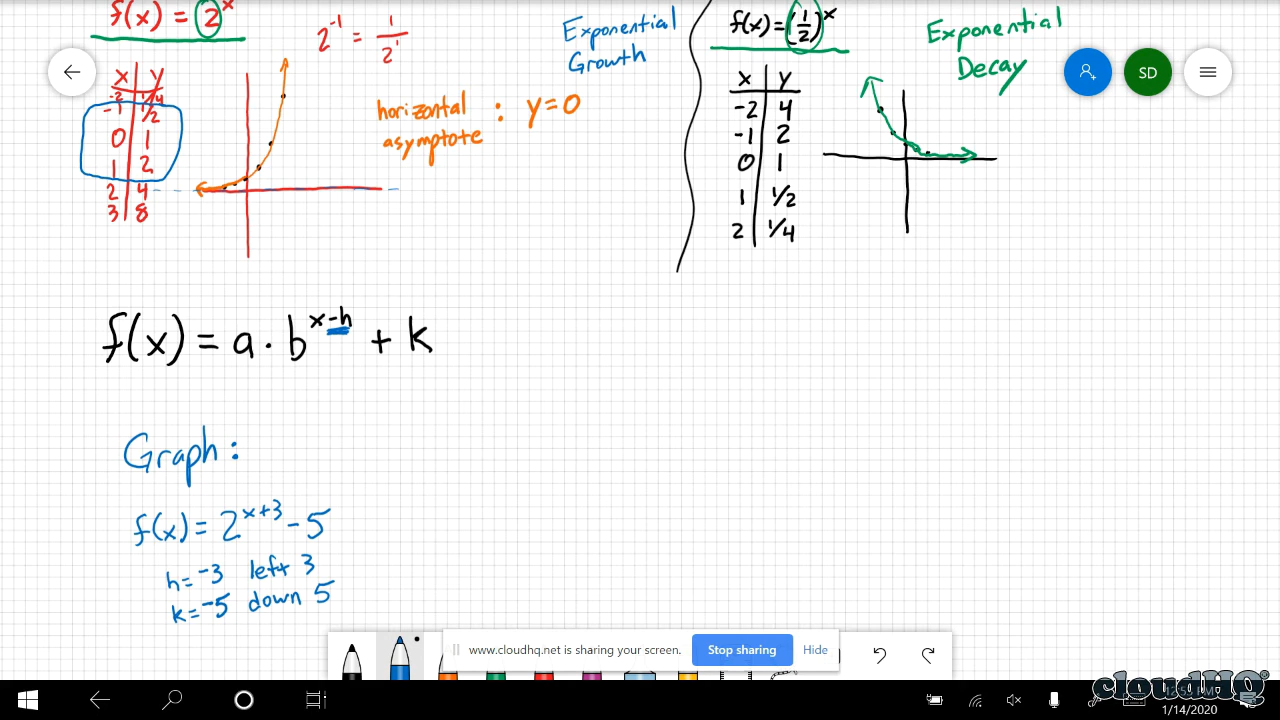 f(x) = 2^x
x y
-2 1/4
-1 1/2
0 1
1 2
2 4
3 8
2^-1 = 1/2^1
Exponential
Growth
horizontal
asymptote : y=0
f(x)=(1/2)^x
x y
-2 4
-1 2
0 1
1 1/2
2 1/4
Exponential
Decay
SD
f(x) = a · b^x-h + k
Graph:
f(x) = 2^x+3 - 5
h = -3 left 3
k = -5 down 5
www.cloudhq.net is sharing your screen.
Stop sharing
Hide
cloudHQ
1/14/2020